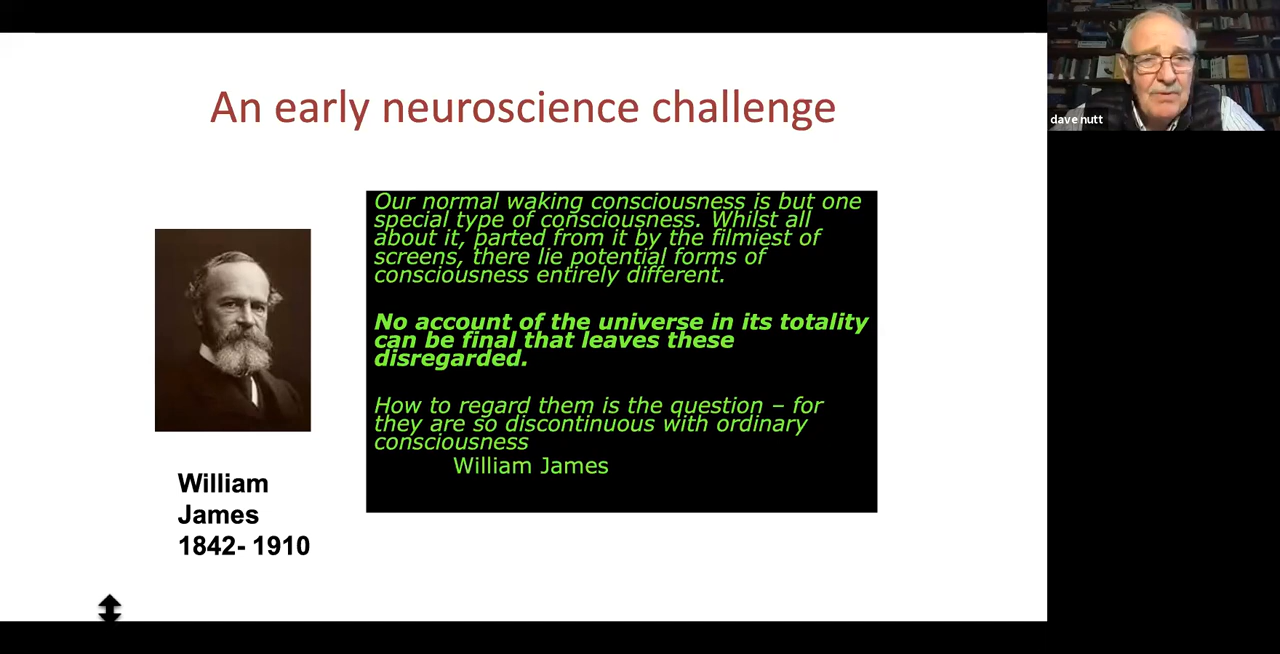 An early neuroscience challenge
dave nutt
Our normal waking consciousness is but one
special type of consciousness. Whilst all
about it, parted from it by the filmiest of
screens, there lie potential forms of
consciousness entirely different.
No account of the universe in its totality
can be final that leaves these
disregarded.
How to regard them is the question – for
they are so discontinuous with ordinary
consciousness
William James
William
James
1842- 1910